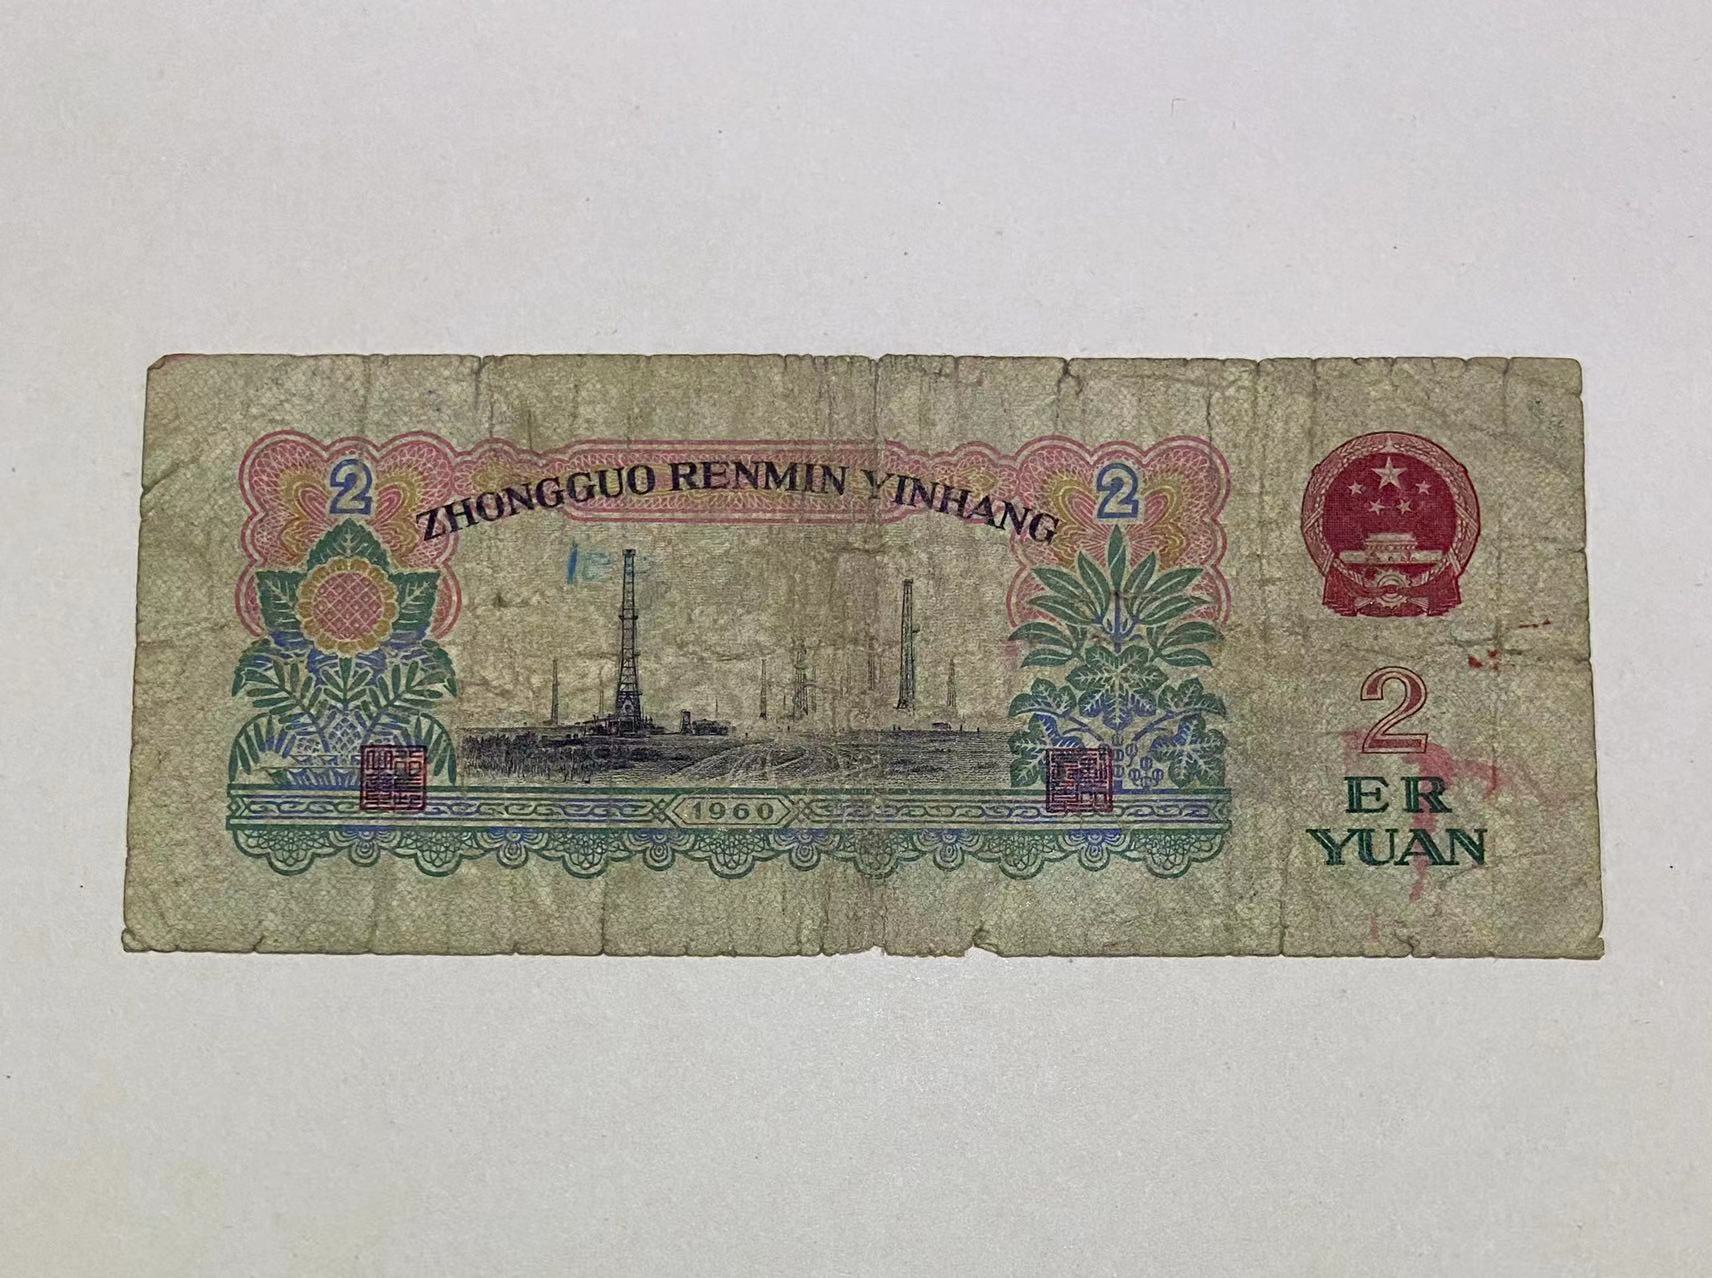 2
ZHONGGUO RENMIN YINHANG
2
1960
2
ER
YUAN